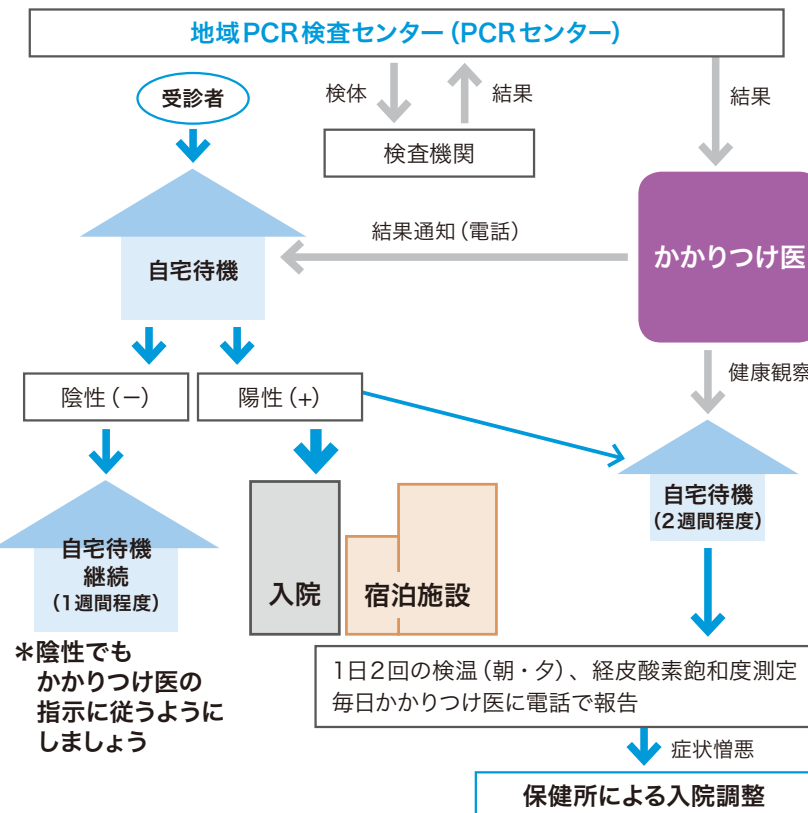 地域PCR検査センター（PCRセンター）
受診者
検体
結果
結果
検査機関
結果通知（電話）
かかりつけ医
自宅待機
健康観察
陰性（－）
陽性（+）
自宅待機
（2週間程度）
自宅待機
継続
（1週間程度）
入院
宿泊施設
＊陰性でも
かかりつけ医の
指示に従うように
しましょう
1日2回の検温（朝・夕）、経皮酸素飽和度測定
毎日かかりつけ医に電話で報告
症状憎悪
保健所による入院調整